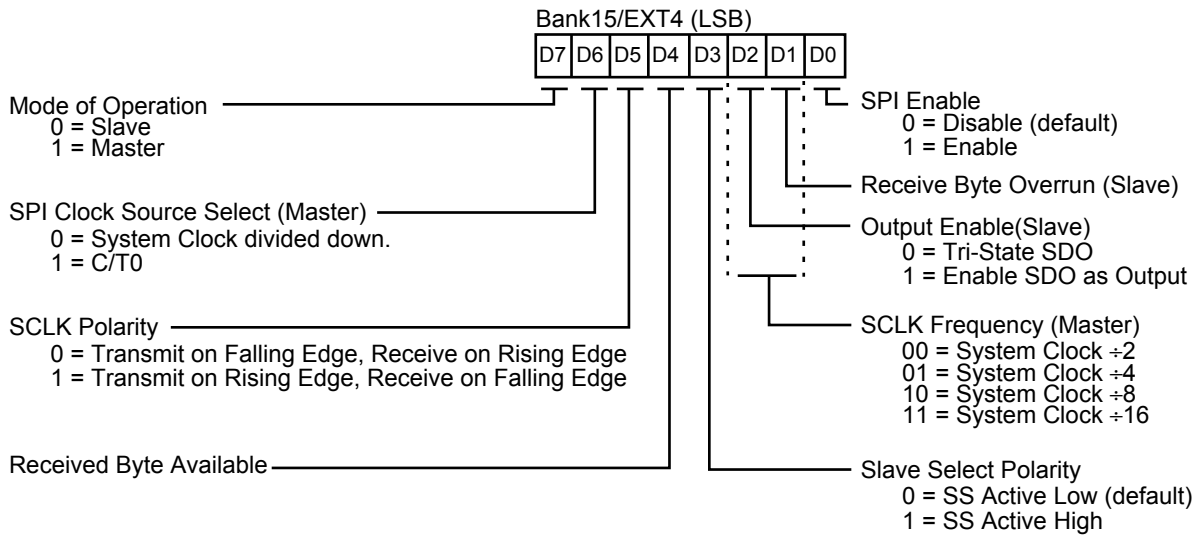 Bank15/EXT4 (LSB)
D7 D6 D5 D4 D3 D2 D1 D0
Mode of Operation
0 = Slave
1 = Master
SPI Clock Source Select (Master)
0 = System Clock divided down.
1 = C/T0
SCLK Polarity
0 = Transmit on Falling Edge, Receive on Rising Edge
1 = Transmit on Rising Edge, Receive on Falling Edge
Received Byte Available
SPI Enable
0 = Disable (default)
1 = Enable
Receive Byte Overrun (Slave)
Output Enable(Slave)
0 = Tri-State SDO
1 = Enable SDO as Output
SCLK Frequency (Master)
00 = System Clock ÷2
01 = System Clock ÷4
10 = System Clock ÷8
11 = System Clock ÷16
Slave Select Polarity
0 = SS Active Low (default)
1 = SS Active High